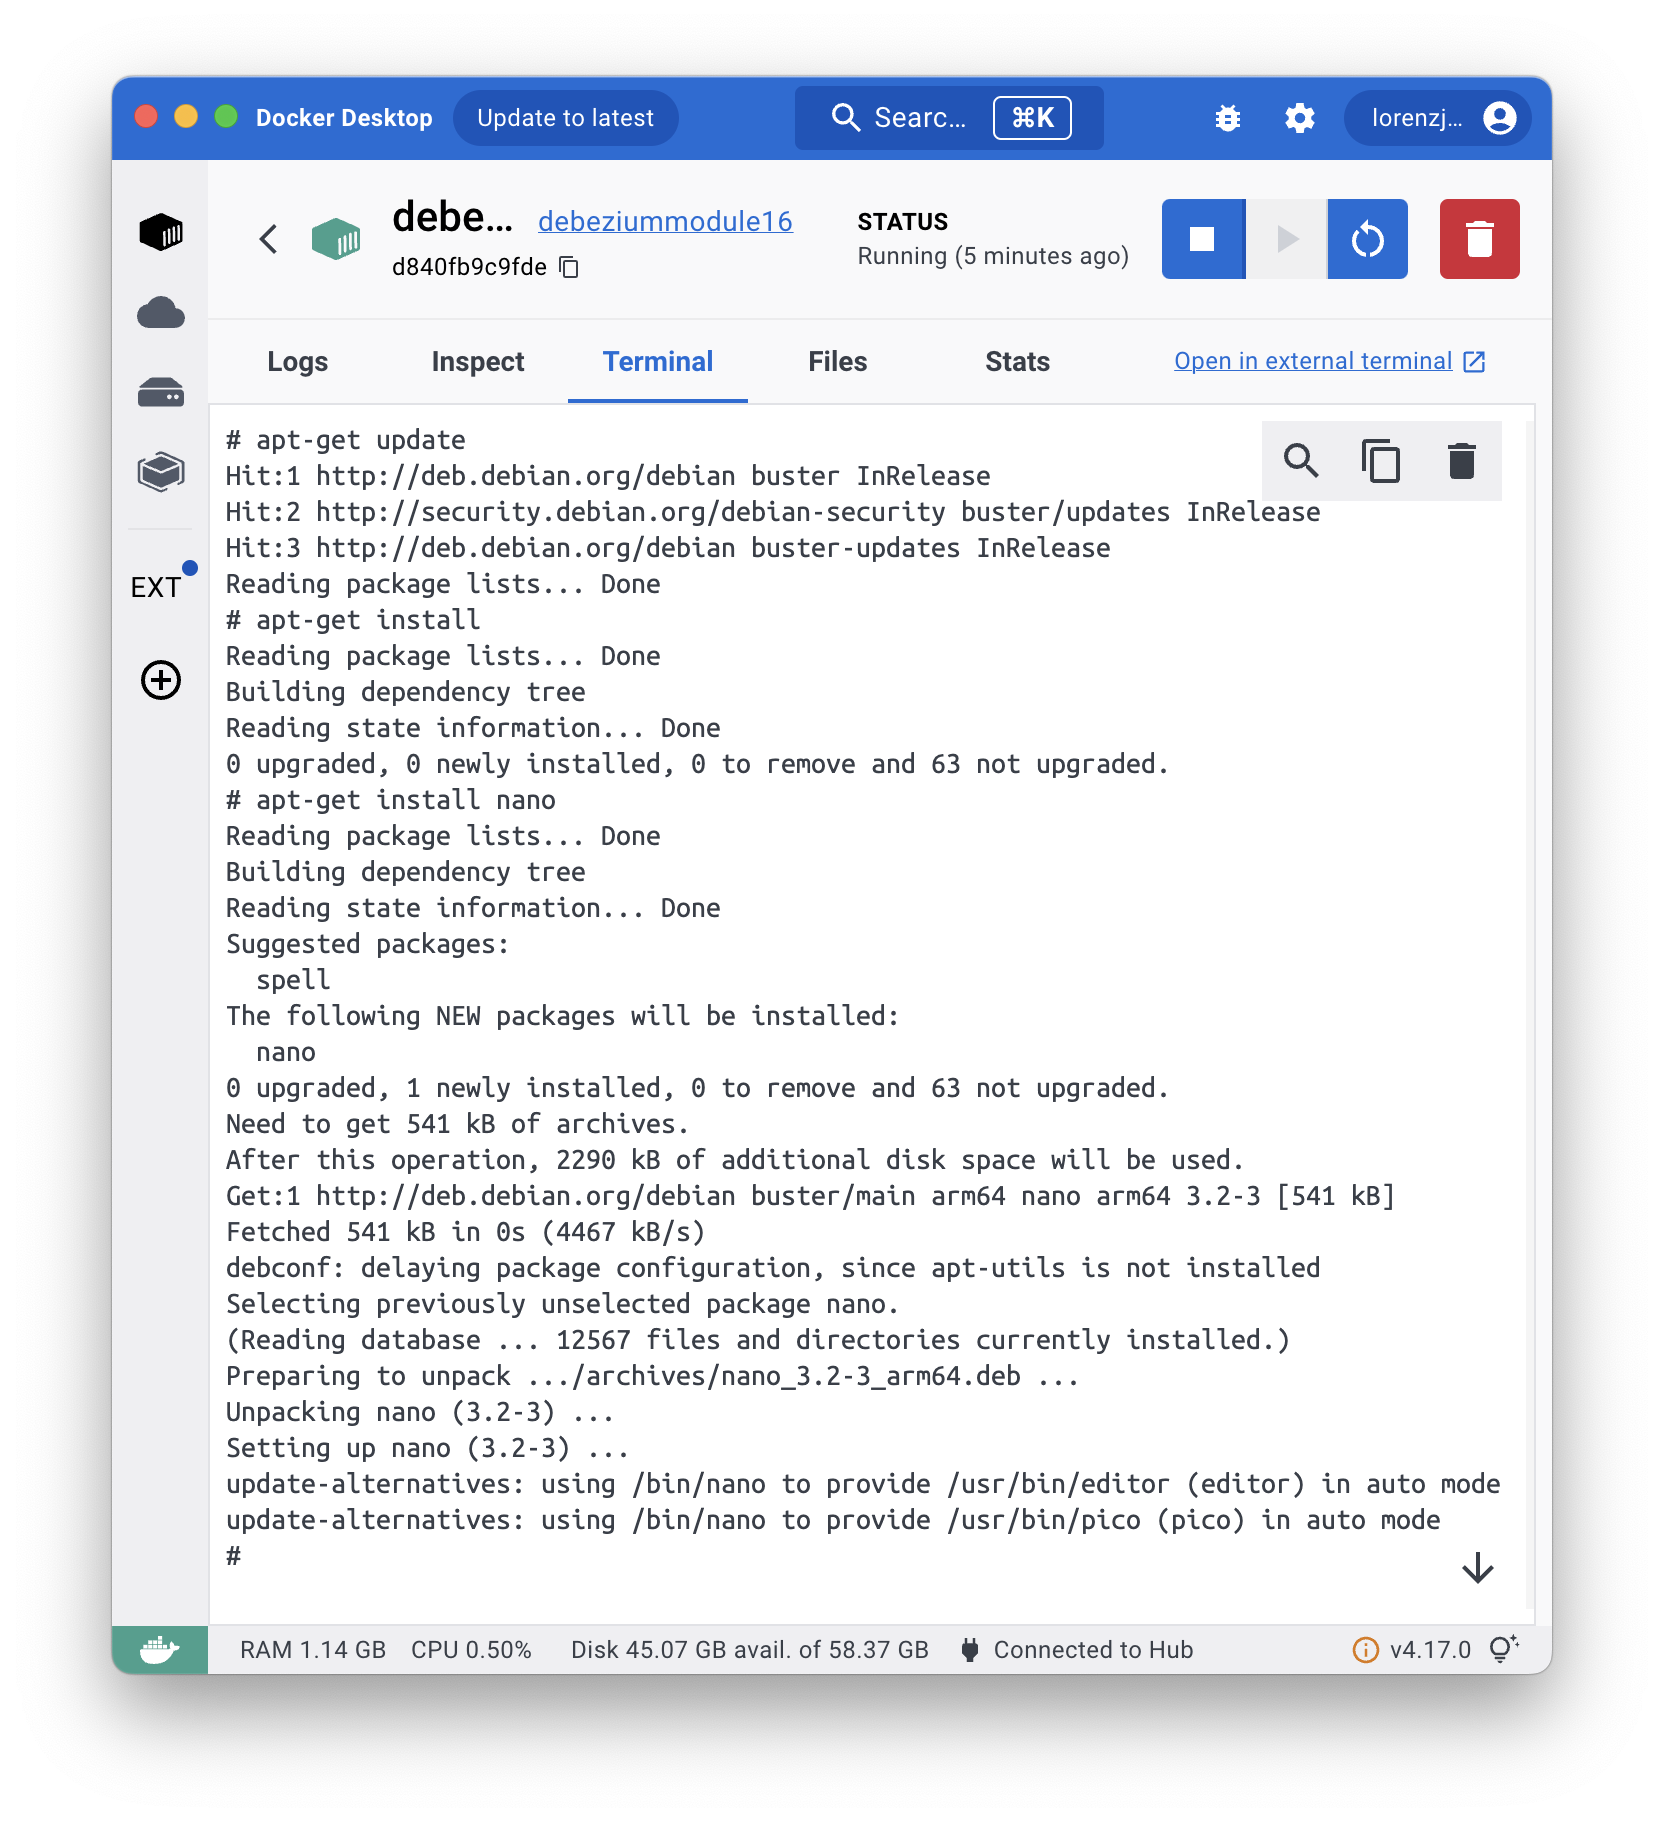 Docker Desktop Update to latest Searc... ⌘K lorenzj...
debe... debeziummodule16
d840fb9c9fde
STATUS
Running (5 minutes ago)
Logs Inspect Terminal Files Stats Open in external terminal
EXT
# apt-get update
Hit:1 http://deb.debian.org/debian buster InRelease
Hit:2 http://security.debian.org/debian-security buster/updates InRelease
Hit:3 http://deb.debian.org/debian buster-updates InRelease
Reading package lists... Done
# apt-get install
Reading package lists... Done
Building dependency tree
Reading state information... Done
0 upgraded, 0 newly installed, 0 to remove and 63 not upgraded.
# apt-get install nano
Reading package lists... Done
Building dependency tree
Reading state information... Done
Suggested packages:
  spell
The following NEW packages will be installed:
  nano
0 upgraded, 1 newly installed, 0 to remove and 63 not upgraded.
Need to get 541 kB of archives.
After this operation, 2290 kB of additional disk space will be used.
Get:1 http://deb.debian.org/debian buster/main arm64 nano arm64 3.2-3 [541 kB]
Fetched 541 kB in 0s (4467 kB/s)
debconf: delaying package configuration, since apt-utils is not installed
Selecting previously unselected package nano.
(Reading database ... 12567 files and directories currently installed.)
Preparing to unpack .../archives/nano_3.2-3_arm64.deb ...
Unpacking nano (3.2-3) ...
Setting up nano (3.2-3) ...
update-alternatives: using /bin/nano to provide /usr/bin/editor (editor) in auto mode
update-alternatives: using /bin/nano to provide /usr/bin/pico (pico) in auto mode
#
RAM 1.14 GB CPU 0.50% Disk 45.07 GB avail. of 58.37 GB Connected to Hub v4.17.0